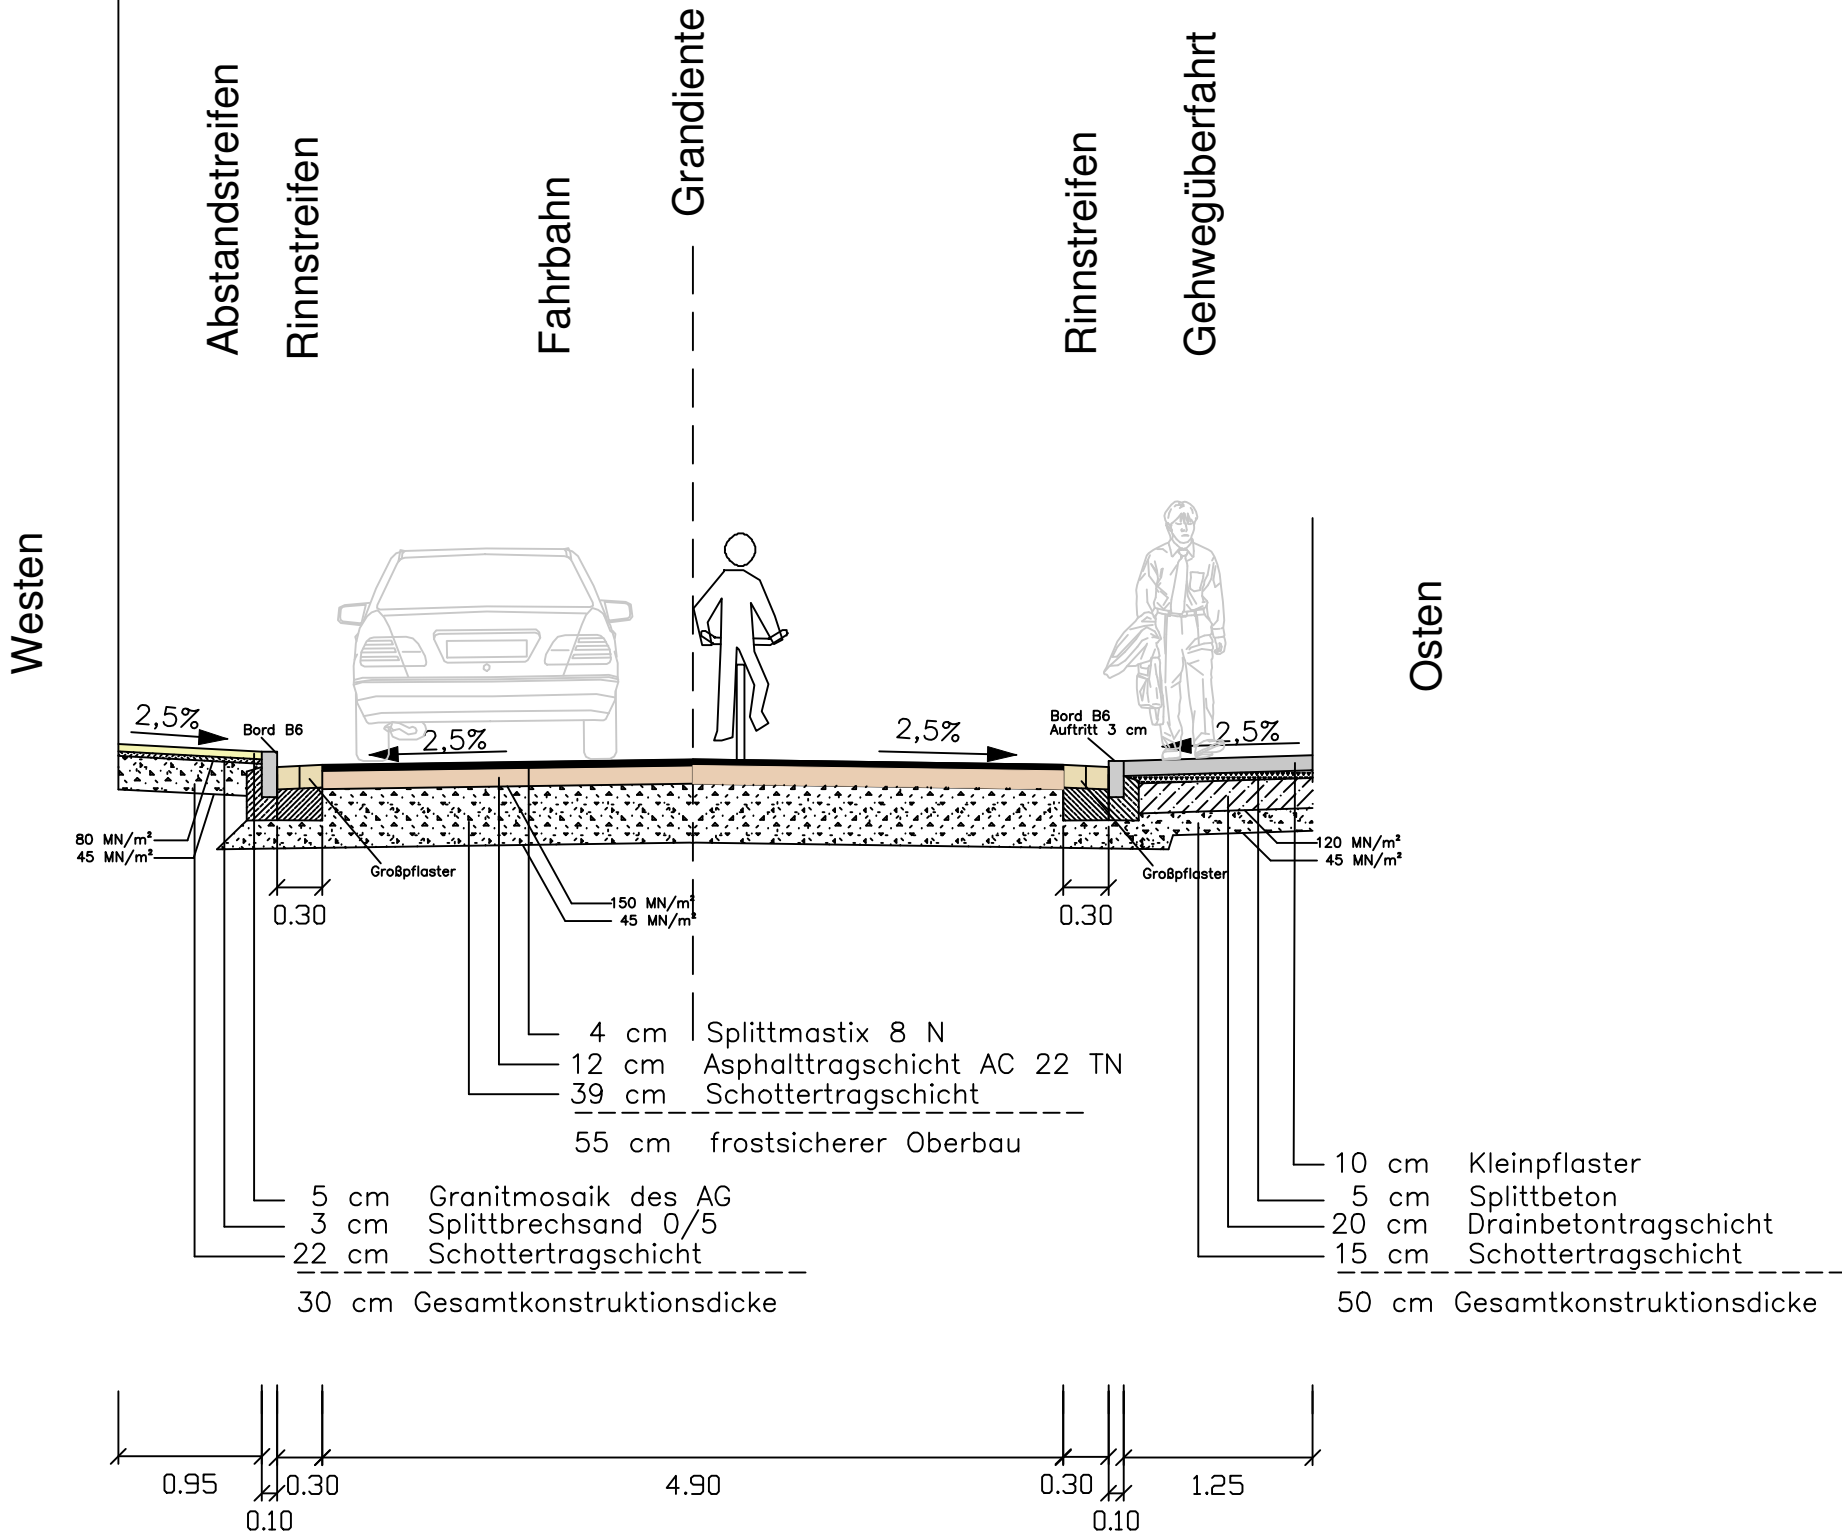 Abstandstreifen
Rinnstreifen
Fahrbahn
Grandiente
Rinnstreifen
Gehwegüberfahrt
Westen
Osten
2,5%
Bord B6
2,5%
2,5%
Bord B6
Auftritt 3 cm
2,5%
80 MN/m²
45 MN/m²
Großpflaster
150 MN/m²
45 MN/m²
120 MN/m²
45 MN/m²
Großpflaster
0.30
0.30
4 cm Splittmastix 8 N
12 cm Asphalttragschicht AC 22 TN
39 cm Schottertragschicht
55 cm frostsicherer Oberbau
5 cm Granitmosaik des AG
3 cm Splittbrechsand 0/5
22 cm Schottertragschicht
30 cm Gesamtkonstruktionsdicke
10 cm Kleinpflaster
5 cm Splittbeton
20 cm Drainbetontragschicht
15 cm Schottertragschicht
50 cm Gesamtkonstruktionsdicke
0.95
0.10
0.30
4.90
0.30
0.10
1.25